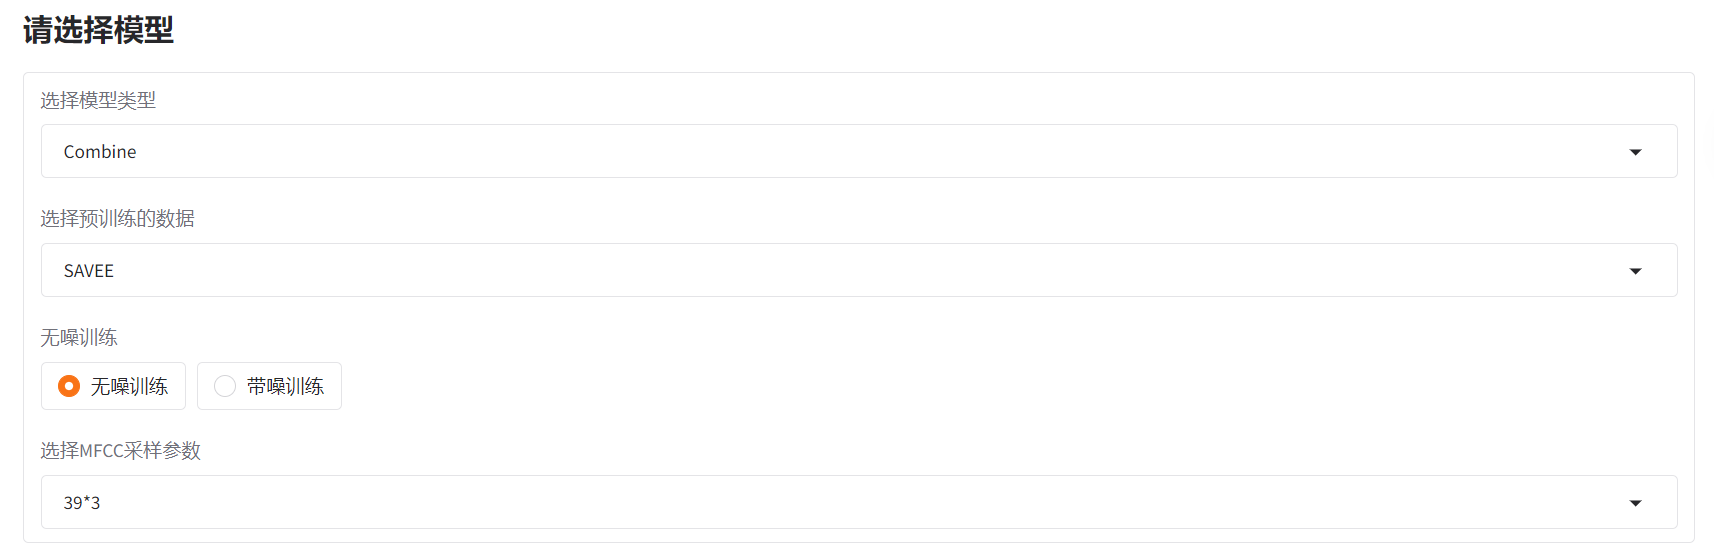 请选择模型
选择模型类型
Combine
选择预训练的数据
SAVEE
无噪训练
无噪训练 带噪训练
选择MFCC采样参数
39*3